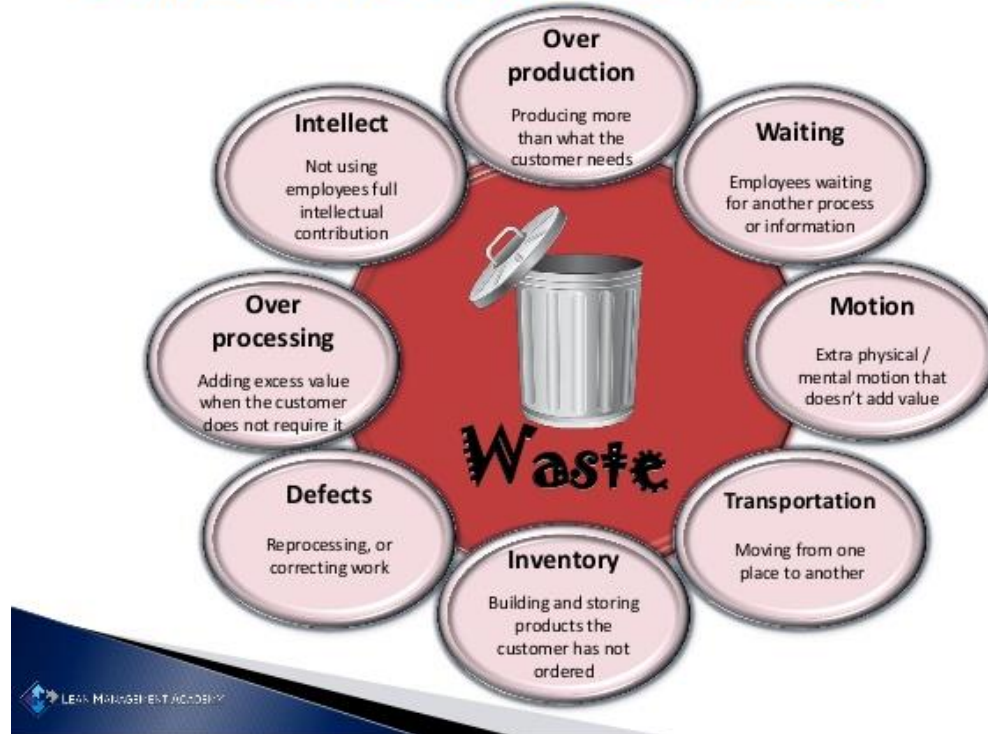 Over
production
Producing more
than what the
customer needs
Waiting
Employees waiting
for another process
or information
Motion
Extra physical /
mental motion that
doesn't add value
Transportation
Moving from one
place to another
Inventory
Building and storing
products the
customer has not
ordered
Defects
Reprocessing, or
correcting work
Over
processing
Adding excess value
when the customer
does not require it
Intellect
Not using
employees full
intellectual
contribution
Waste
LEAN MANAGEMENT ACADEMY